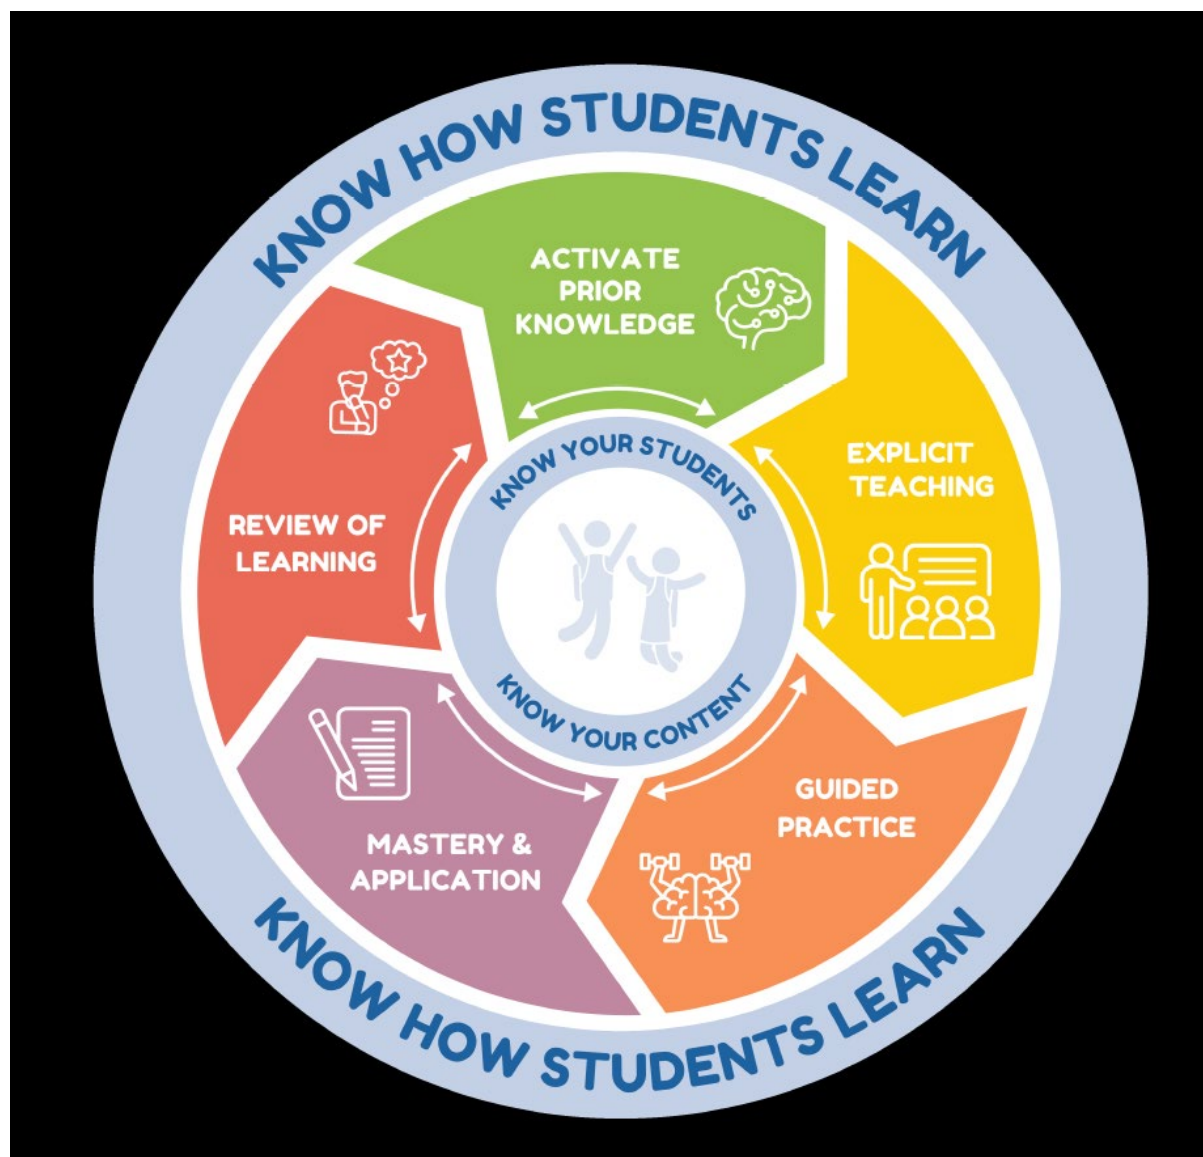 KNOW HOW STUDENTS LEARN
ACTIVATE
PRIOR
KNOWLEDGE
EXPLICIT
TEACHING
GUIDED
PRACTICE
MASTERY &
APPLICATION
REVIEW OF
LEARNING
KNOW YOUR STUDENTS
KNOW YOUR CONTENT
KNOW HOW STUDENTS LEARN